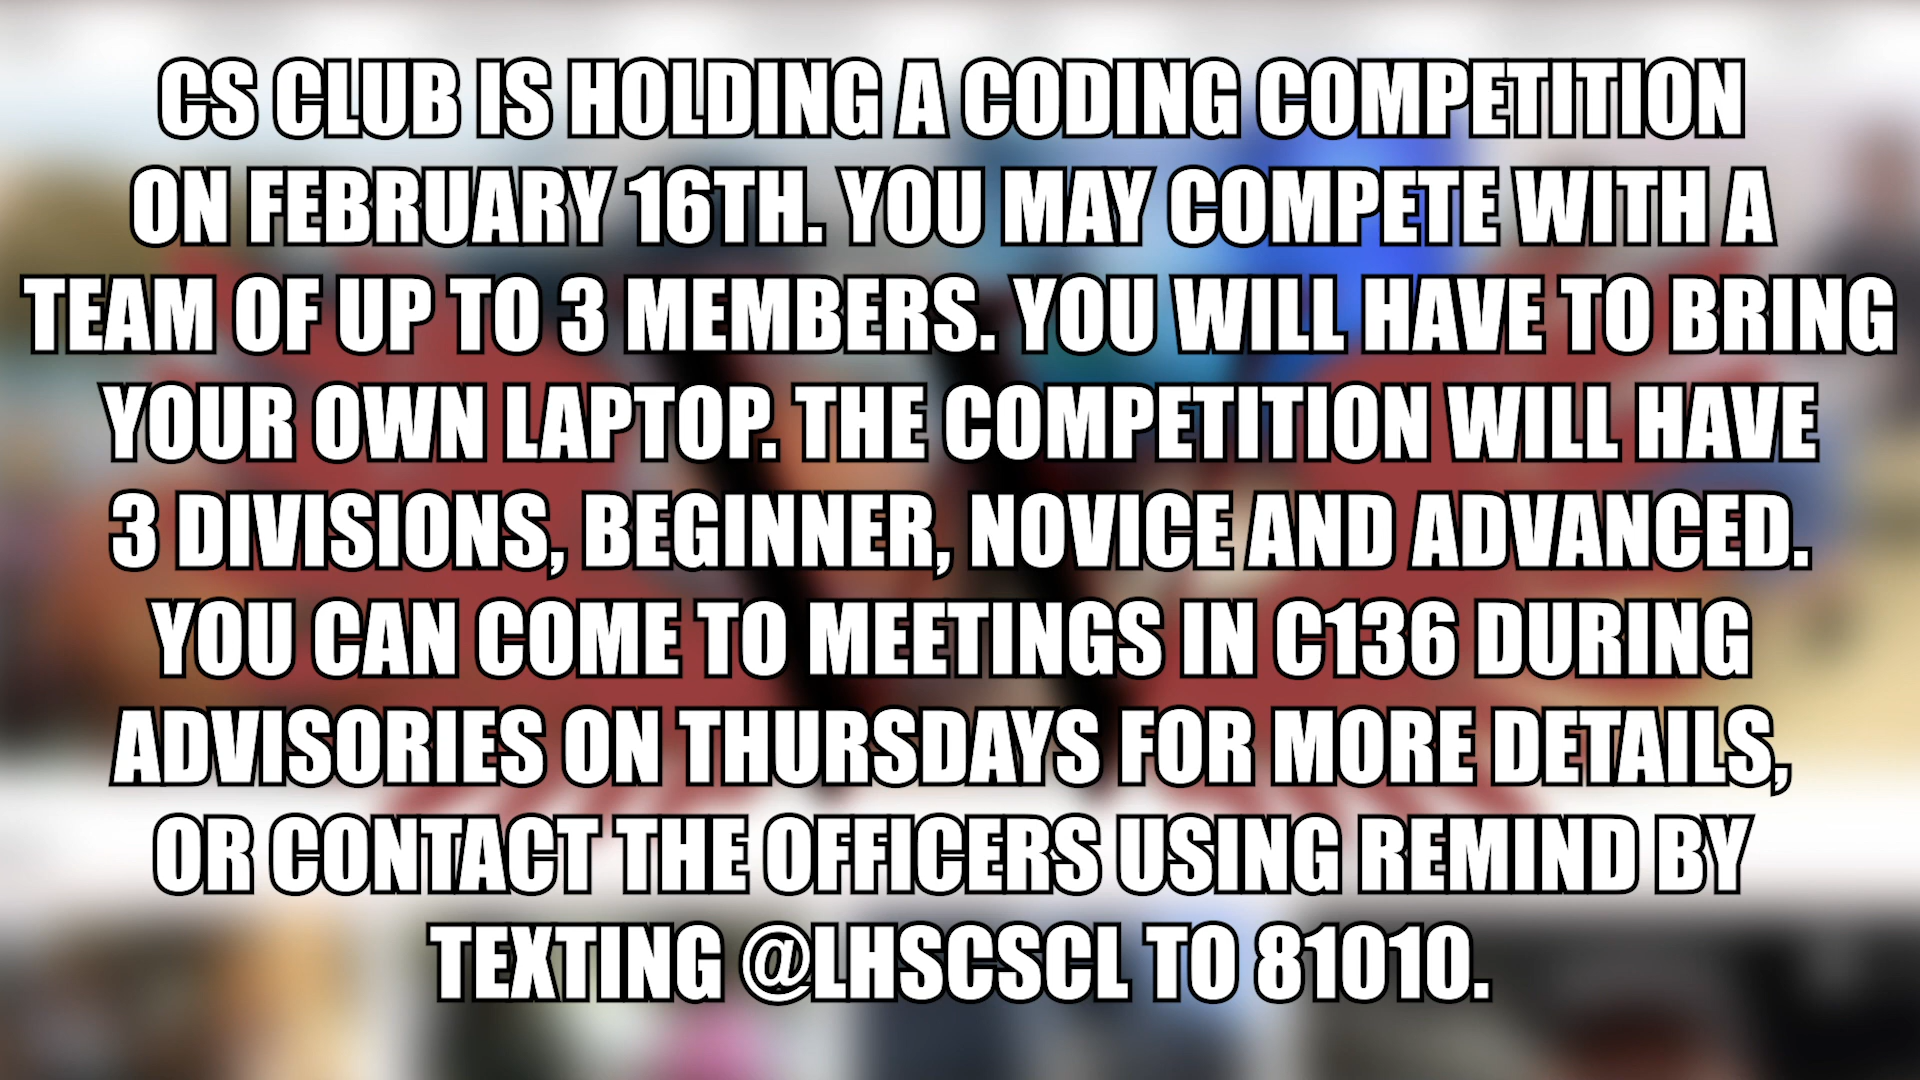 CS CLUB IS HOLDING A CODING COMPETITION
ON FEBRUARY 16TH. YOU MAY COMPETE WITH A
TEAM OF UP TO 3 MEMBERS. YOU WILL HAVE TO BRING
YOUR OWN LAPTOP. THE COMPETITION WILL HAVE
3 DIVISIONS, BEGINNER, NOVICE AND ADVANCED.
YOU CAN COME TO MEETINGS IN C136 DURING
ADVISORIES ON THURSDAYS FOR MORE DETAILS,
OR CONTACT THE OFFICERS USING REMIND BY
TEXTING @LHSCSCL TO 81010.